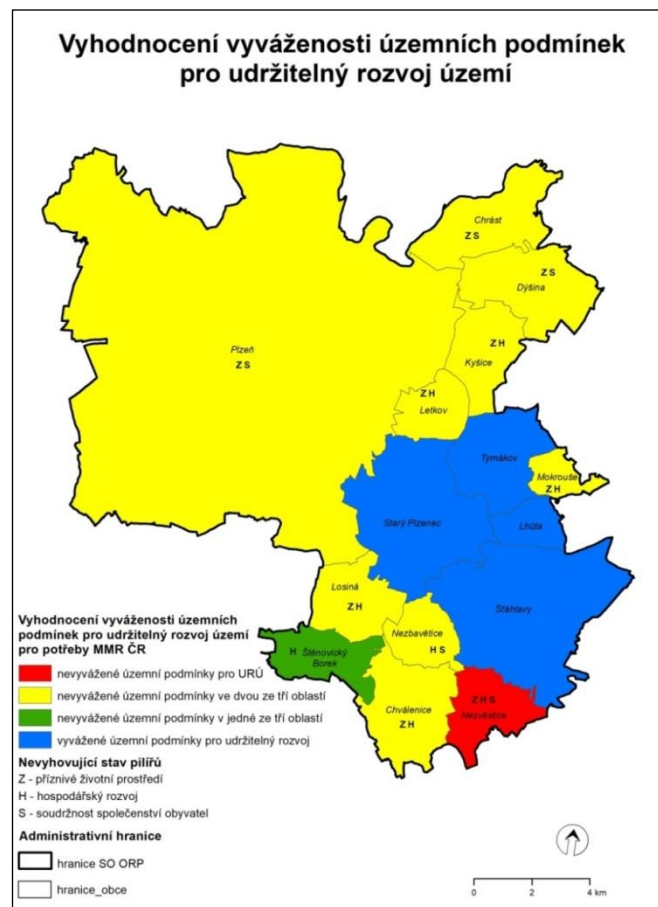 Vyhodnocení vyváženosti územních podmínek
pro udržitelný rozvoj území
Chrást
Z S
Z S
Dýšina
Z H
Kyšice
Plzeň
Z S
Z H
Letkov
Tymákov
Mokrouše
Z H
Starý Plzenec
Lhůta
Losiná
Z H
Šťáhlavy
Nezbavětice
H S
H Štěnovický
Borek
Chválenice
Z H
Z H S
Nezvěstice
Vyhodnocení vyváženosti územních
podmínek pro udržitelný rozvoj území
pro potřeby MMR ČR
nevyvážené územní podmínky pro URÚ
nevyvážené územní podmínky ve dvou ze tří oblastí
nevyvážené územní podmínky v jedné ze tří oblastí
vyvážené územní podmínky pro udržitelný rozvoj
Nevyhovující stav pilířů
Z - příznivé životní prostředí
H - hospodářský rozvoj
S - soudržnost společenství obyvatel
Administrativní hranice
hranice SO ORP
hranice_obce
0 2 4 km